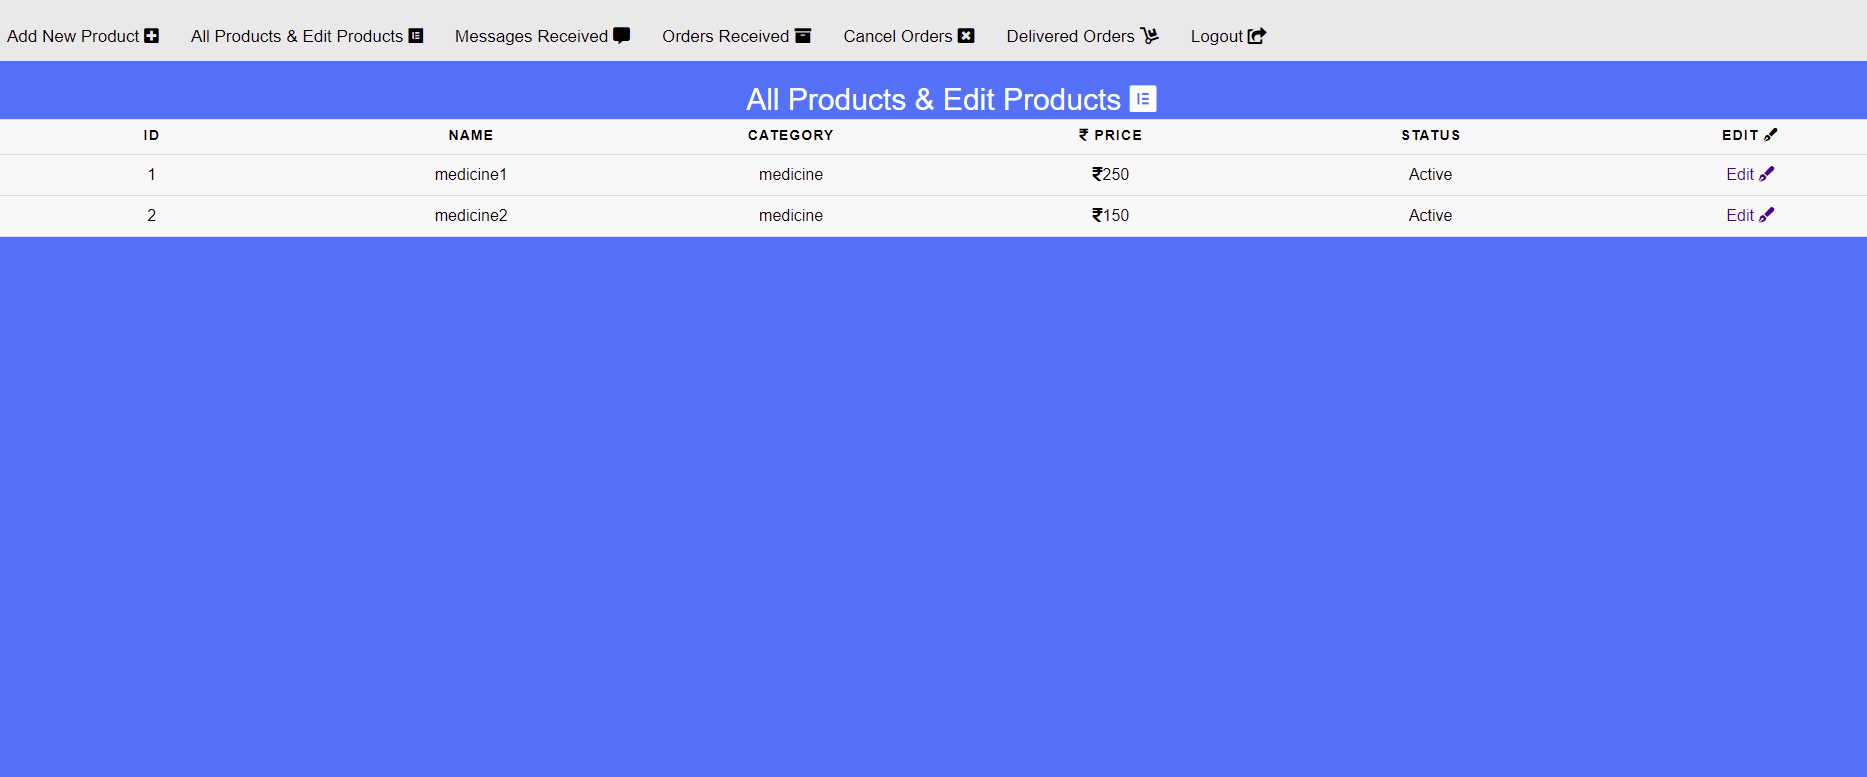 Add New Product All Products & Edit Products Messages Received Orders Received Cancel Orders Delivered Orders Logout
All Products & Edit Products
ID NAME CATEGORY ₹ PRICE STATUS EDIT
1 medicine1 medicine ₹250 Active Edit
2 medicine2 medicine ₹150 Active Edit